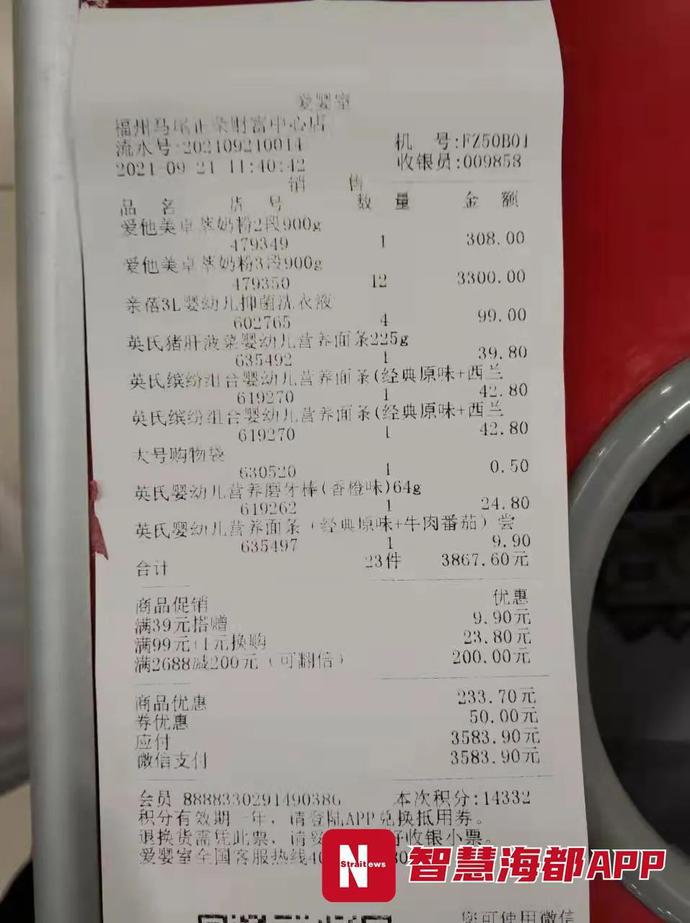 爱婴室
福州马尾正荣财富中心店
流水号:202109210014 机 号:FZ50B01
2021-09-21 11:40:42 收银员:009858
销 售
品 名 货 号 数 量 金 额
爱他美卓萃奶粉2段900g
479349 1 308.00
爱他美卓萃奶粉3段900g
479350 12 3300.00
亲蓓3L婴幼儿抑菌洗衣液
602765 4 99.00
英氏猪肝菠菜婴幼儿营养面条225g
635492 1 39.80
英氏缤纷组合婴幼儿营养面条(经典原味+西兰
619270 1 42.80
英氏缤纷组合婴幼儿营养面条(经典原味+西兰
619270 1 42.80
大号购物袋
630520 1 0.50
英氏婴幼儿营养磨牙棒(香橙味)64g
619262 1 24.80
英氏婴幼儿营养面条(经典原味+牛肉番茄)尝
635497 1 9.90
合计 23件 3867.60元
商品促销 优惠
满39元搭赠 9.90元
满99元+1元换购 23.80元
满2688减200元(可翻倍) 200.00元
商品优惠 233.70元
券优惠 50.00元
应付 3583.90元
微信支付 3583.90元
会员 8888330291490386 本次积分:14332
积分有效期一年,请登陆APP兑换抵用券。
退换货需凭此票,请妥 好收银小票。
爱婴室全国客服热线40
N
StraitNews
智慧海都APP
您可使用微信